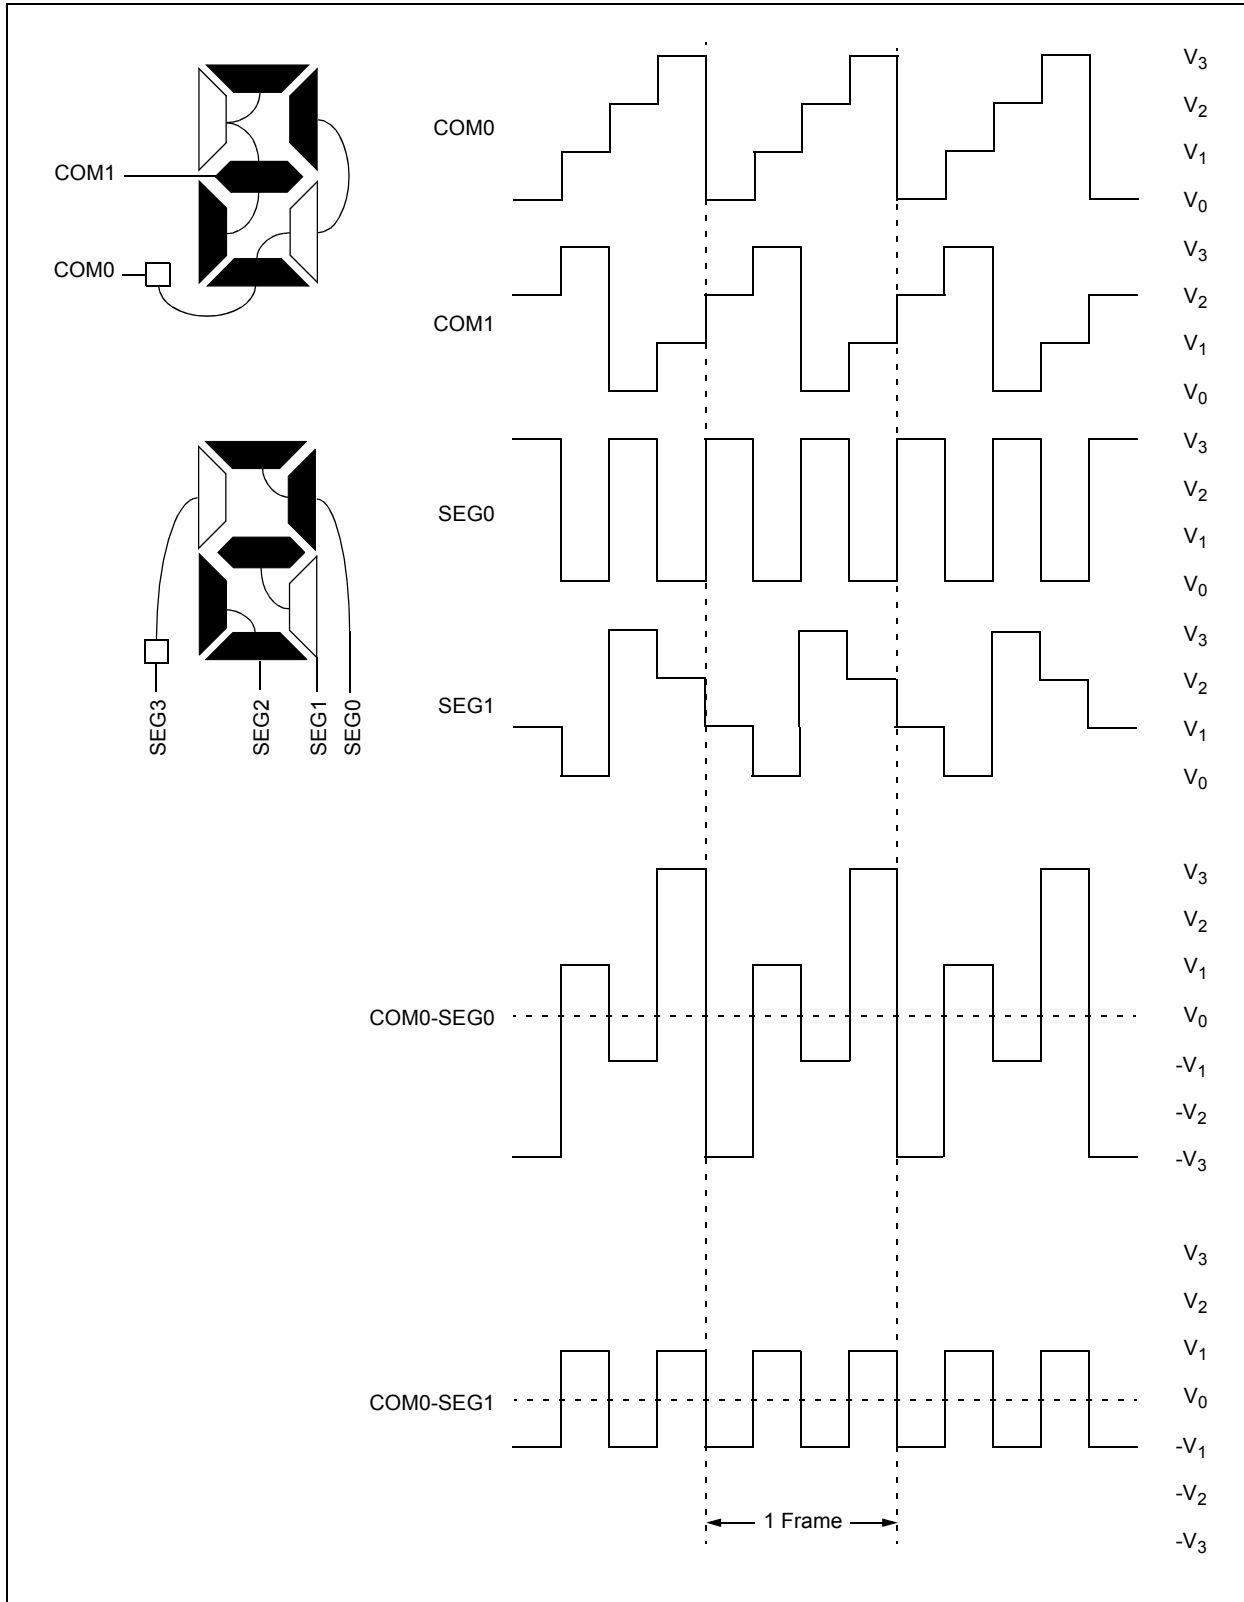 COM1
COM0
SEG3
SEG2
SEG1
SEG0
COM0
V3
V2
V1
V0
COM1
V3
V2
V1
V0
SEG0
V3
V2
V1
V0
SEG1
V3
V2
V1
V0
COM0-SEG0
V3
V2
V1
V0
-V1
-V2
-V3
COM0-SEG1
V3
V2
V1
V0
-V1
-V2
-V3
1 Frame